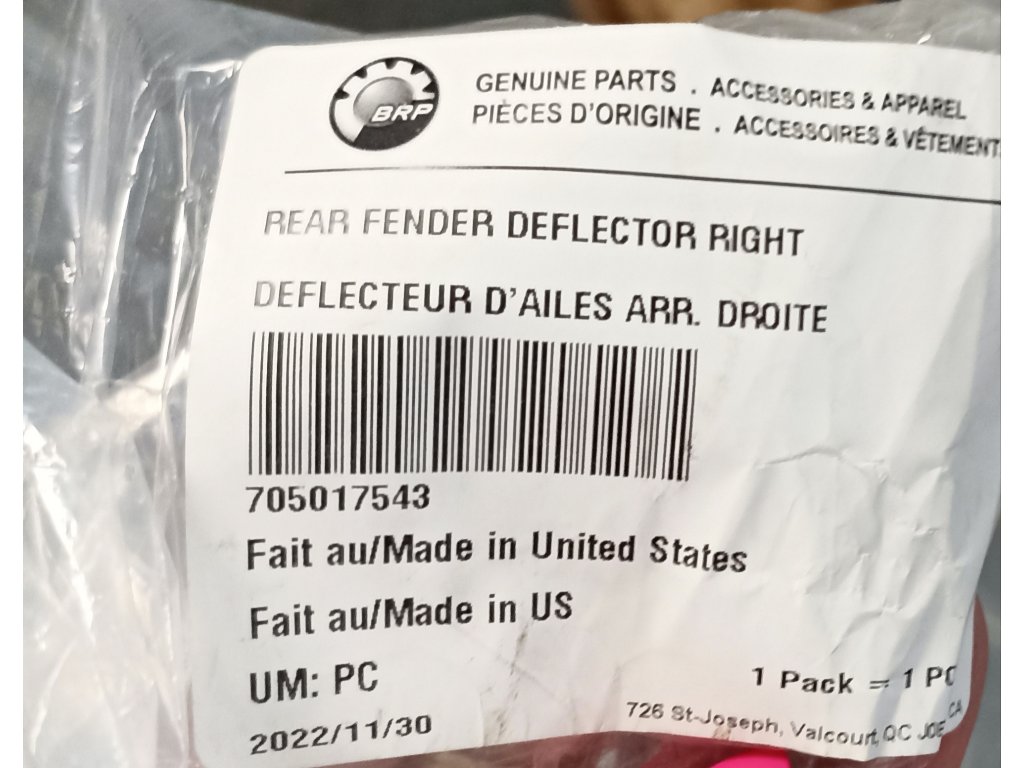 BRP
GENUINE PARTS . ACCESSORIES & APPAREL
PIÈCES D'ORIGINE . ACCESSOIRES & VÊTEMENT
REAR FENDER DEFLECTOR RIGHT
DEFLECTEUR D'AILES ARR. DROITE
705017543
Fait au/Made in United States
Fait au/Made in US
UM: PC
1 Pack = 1 PC
2022/11/30
726 St-Joseph, Valcourt, QC J0E CA